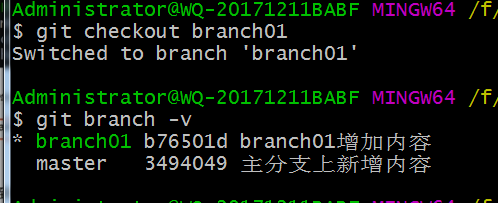 Administrator@WQ-20171211BABF MINGW64 /f/
$ git checkout branch01
Switched to branch 'branch01'
Administrator@WQ-20171211BABF MINGW64 /f/
$ git branch -v
* branch01 b76501d branch01增加内容
master 3494049 主分支上新增内容